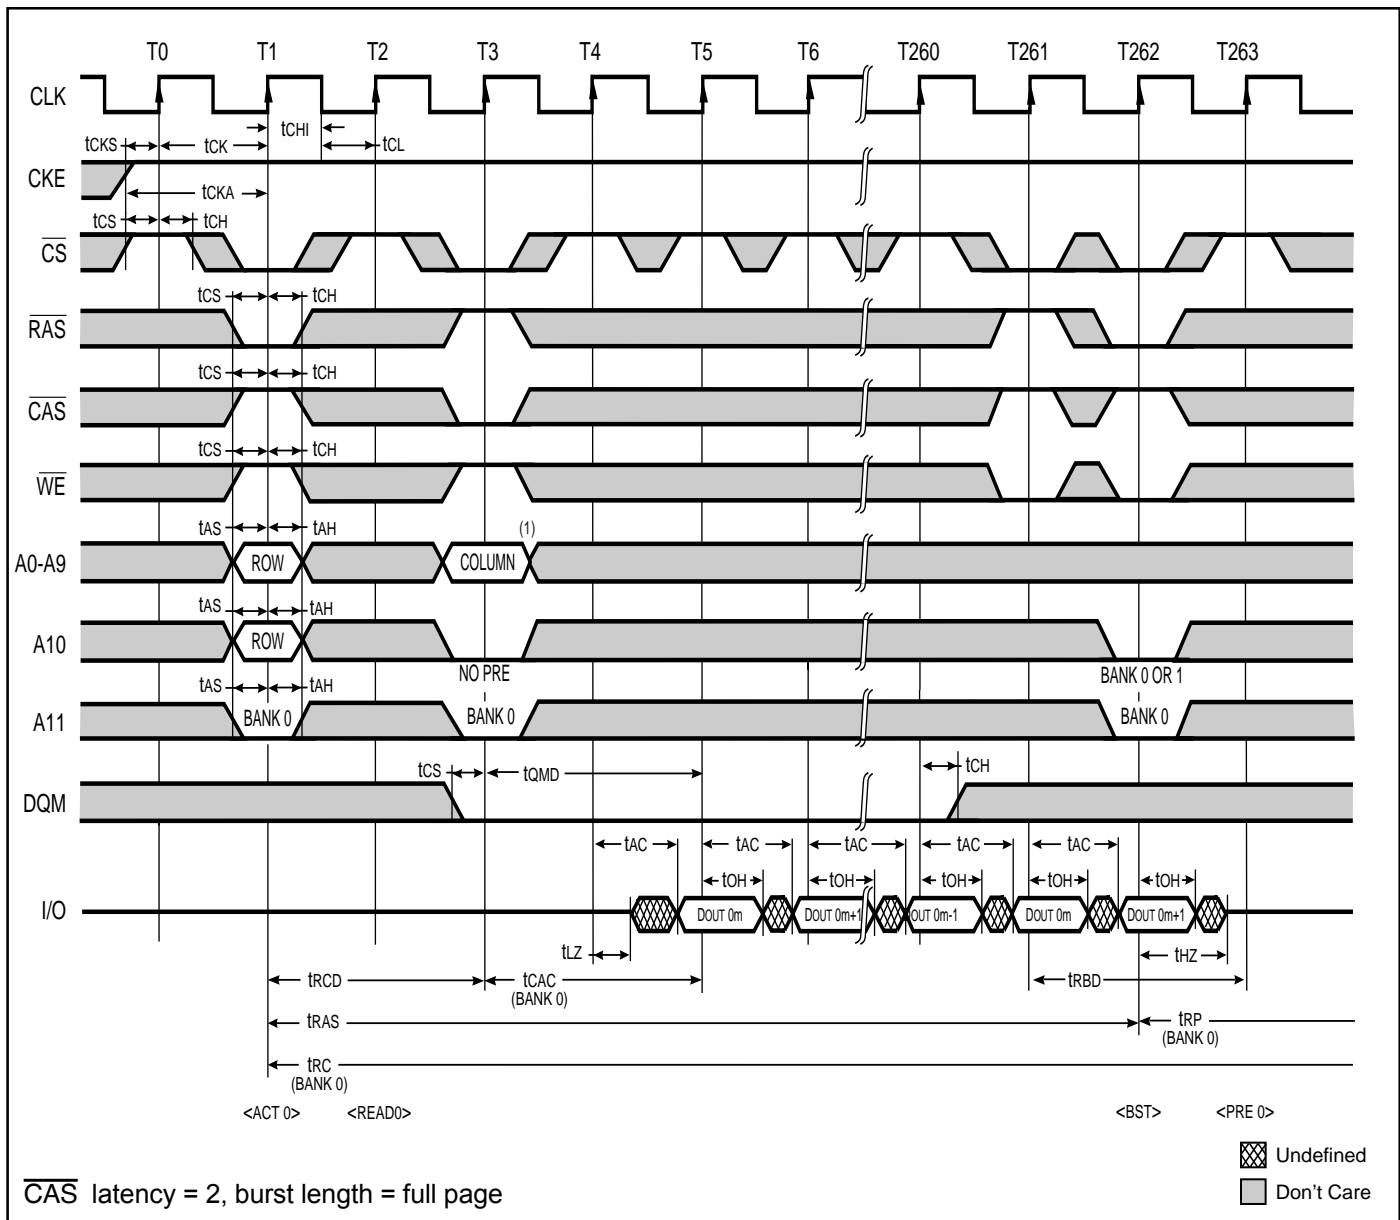 T0 T1 T2 T3 T4 T5 T6 T260 T261 T262 T263
CLK
tCHI
tCKS tCK tCL
CKE
tCKA
tCS tCH
CS
tCS tCH
RAS
tCS tCH
CAS
tCS tCH
WE
tAS tAH (1)
A0-A9 ROW COLUMN
tAS tAH
A10 ROW
NO PRE BANK 0 OR 1
tAS tAH
A11 BANK 0 BANK 0 BANK 0
tCS tQMD tCH
DQM
tAC tAC tAC tAC tAC
tOH tOH tOH tOH tOH
I/O DOUT 0m DOUT 0m+1 OUT 0m-1 DOUT 0m DOUT 0m+1
tLZ tHZ
tRCD tCAC tRBD
(BANK 0)
tRAS tRP
(BANK 0)
tRC
(BANK 0)
<ACT 0> <READ0> <BST> <PRE 0>
Undefined
Don't Care
CAS latency = 2, burst length = full page